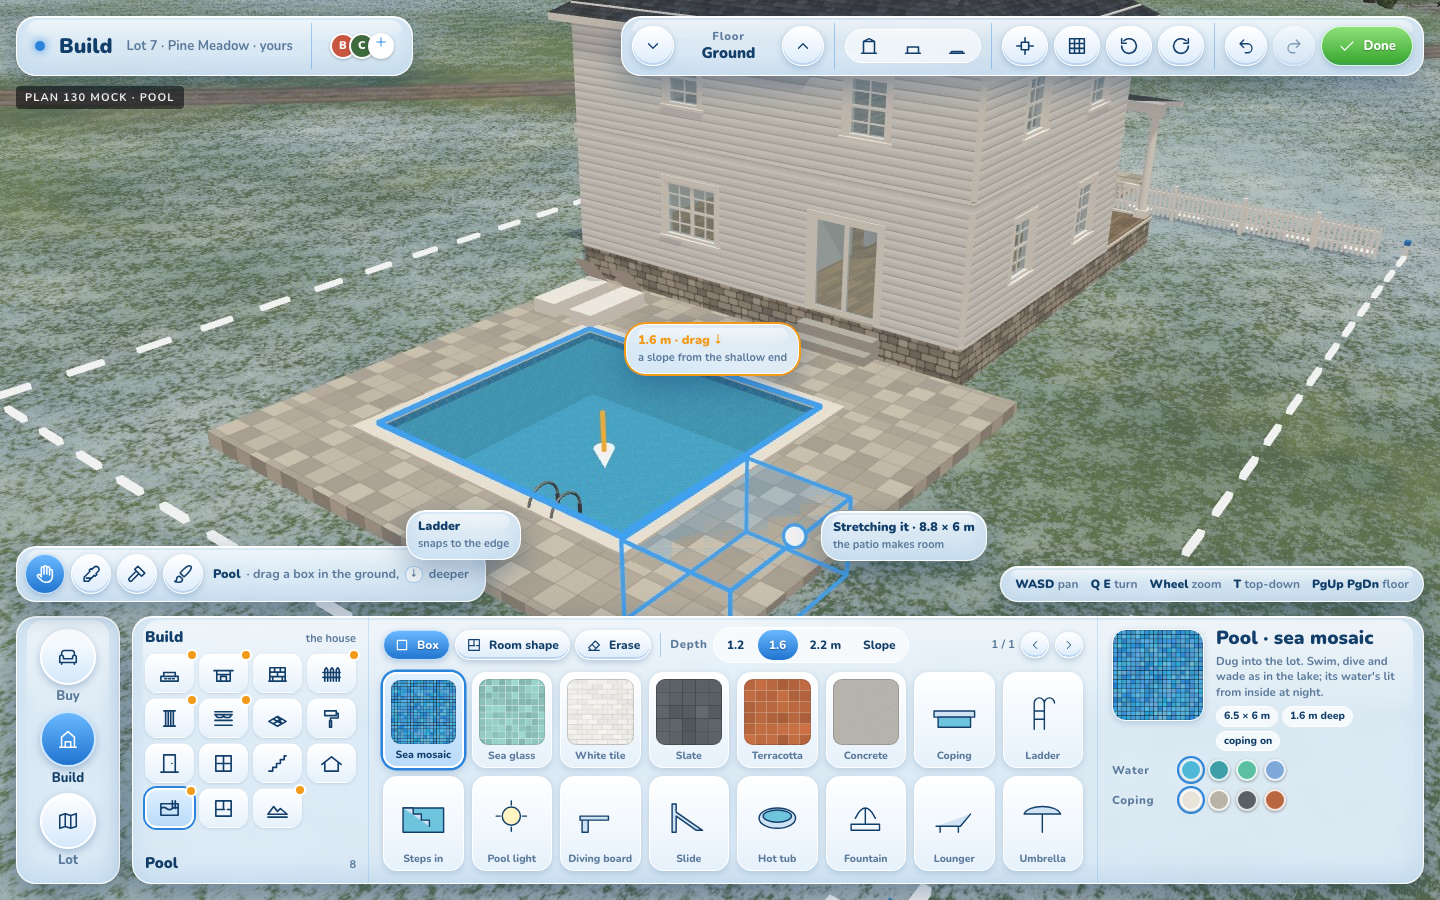 Build Lot 7 · Pine Meadow · yours
B C +
Floor
Ground
Done
PLAN 130 MOCK · POOL
1.6 m · drag ↓
a slope from the shallow end
Ladder
snaps to the edge
Stretching it · 8.8 × 6 m
the patio makes room
Pool · drag a box in the ground, ↓ deeper
WASD pan Q E turn Wheel zoom T top-down PgUp PgDn floor
Buy
Build
Lot
Build the house
Pool 8
Box Room shape Erase Depth 1.2 1.6 2.2 m Slope 1 / 1
Sea mosaic Sea glass White tile Slate Terracotta Concrete Coping Ladder
Steps in Pool light Diving board Slide Hot tub Fountain Lounger Umbrella
Pool · sea mosaic
Dug into the lot. Swim, dive and
wade as in the lake; its water's lit
from inside at night.
6.5 × 6 m 1.6 m deep
coping on
Water
Coping